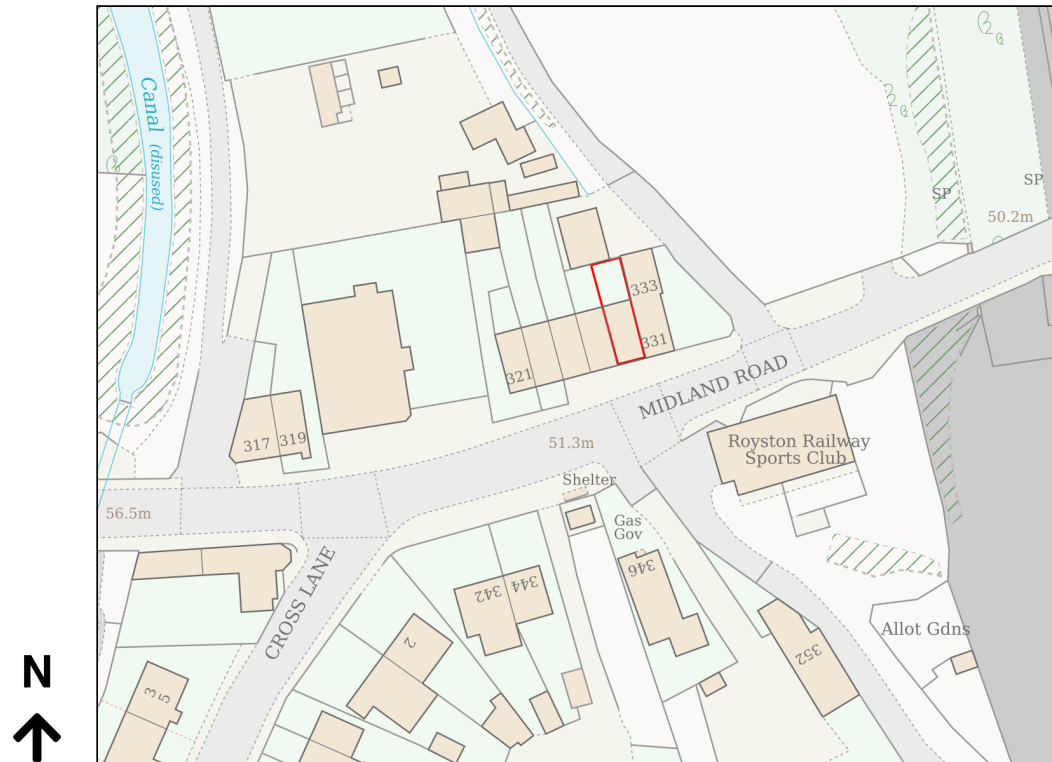 Canal (disused)
SP
SP
50.2m
333
331
321
MIDLAND ROAD
317
319
51.3m
Royston Railway
Sports Club
Shelter
56.5m
Gas
Gov
CROSS LANE
346
344
342
2
352
Allot Gdns
3
5
N